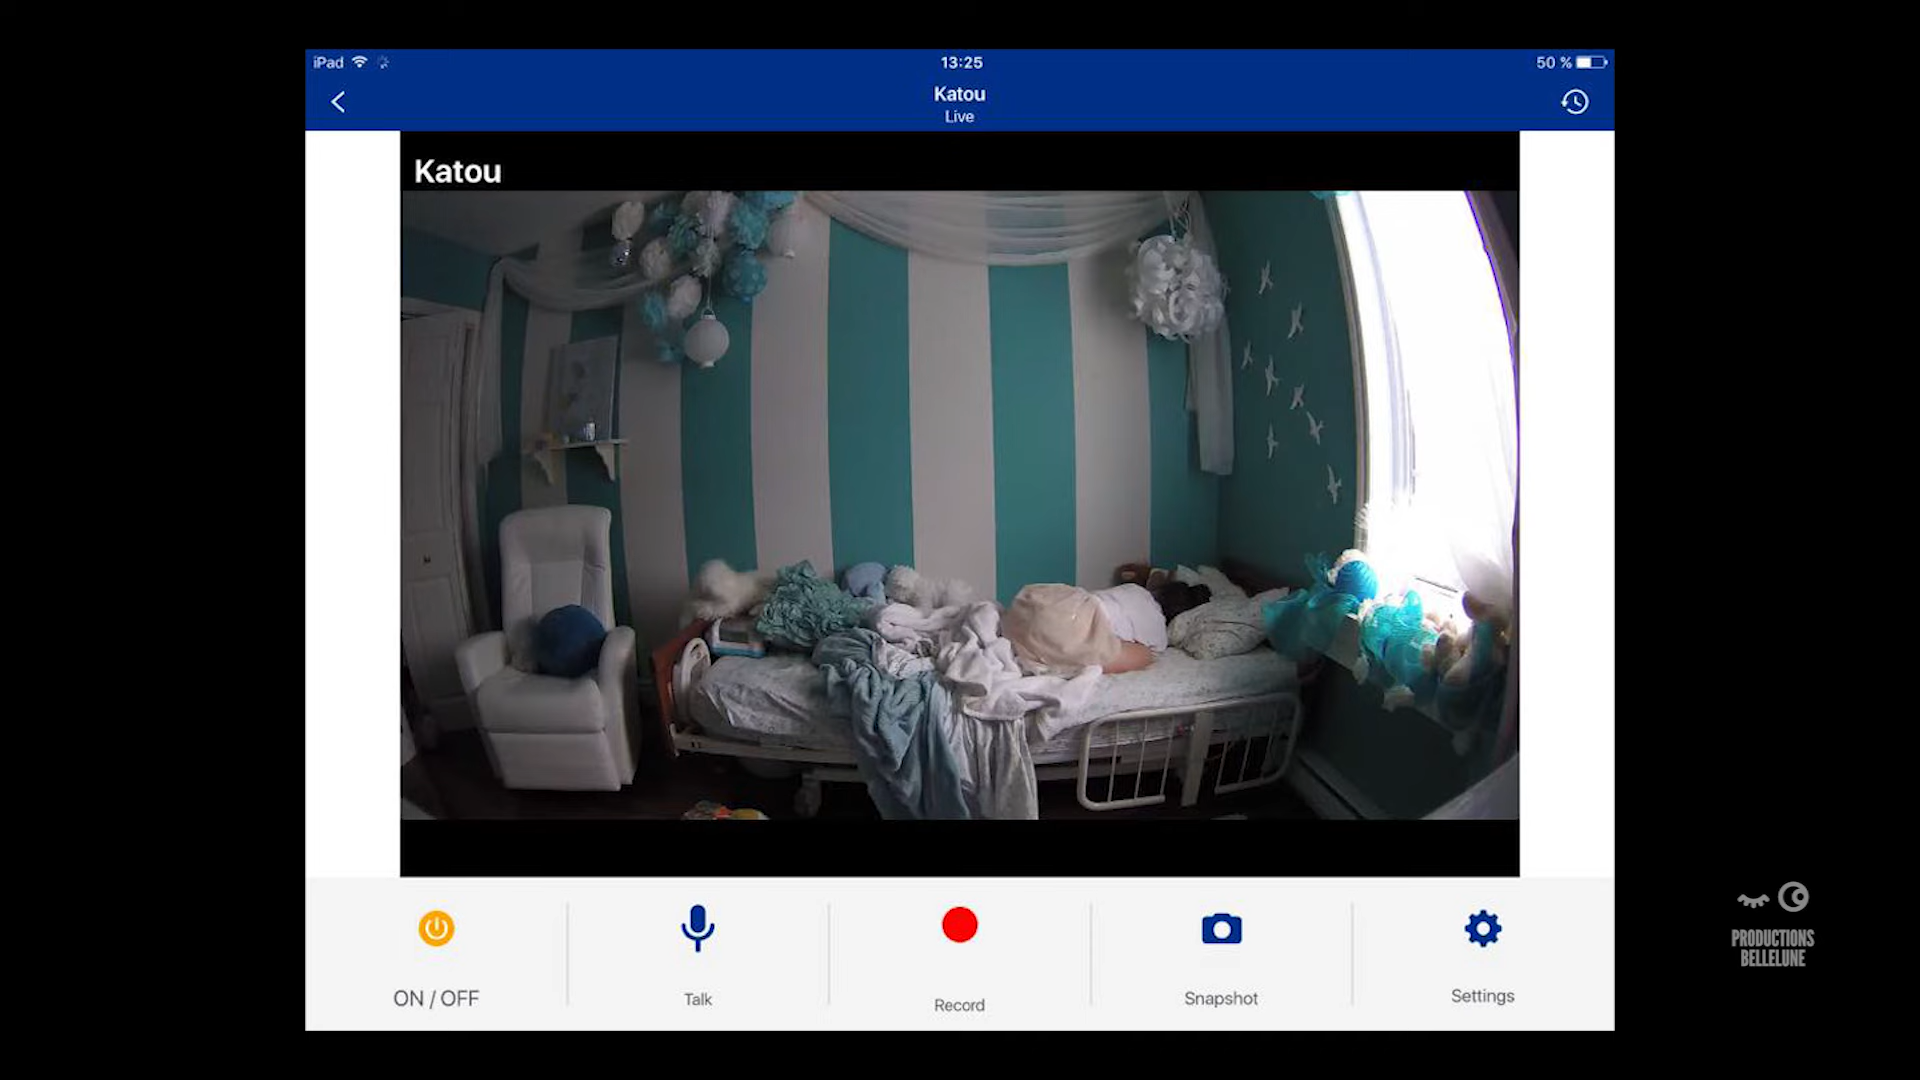 iPad
13:25
50 %
Katou
Live
Katou
ON / OFF
Talk
Record
Snapshot
Settings
PRODUCTIONS
BELLELUNE